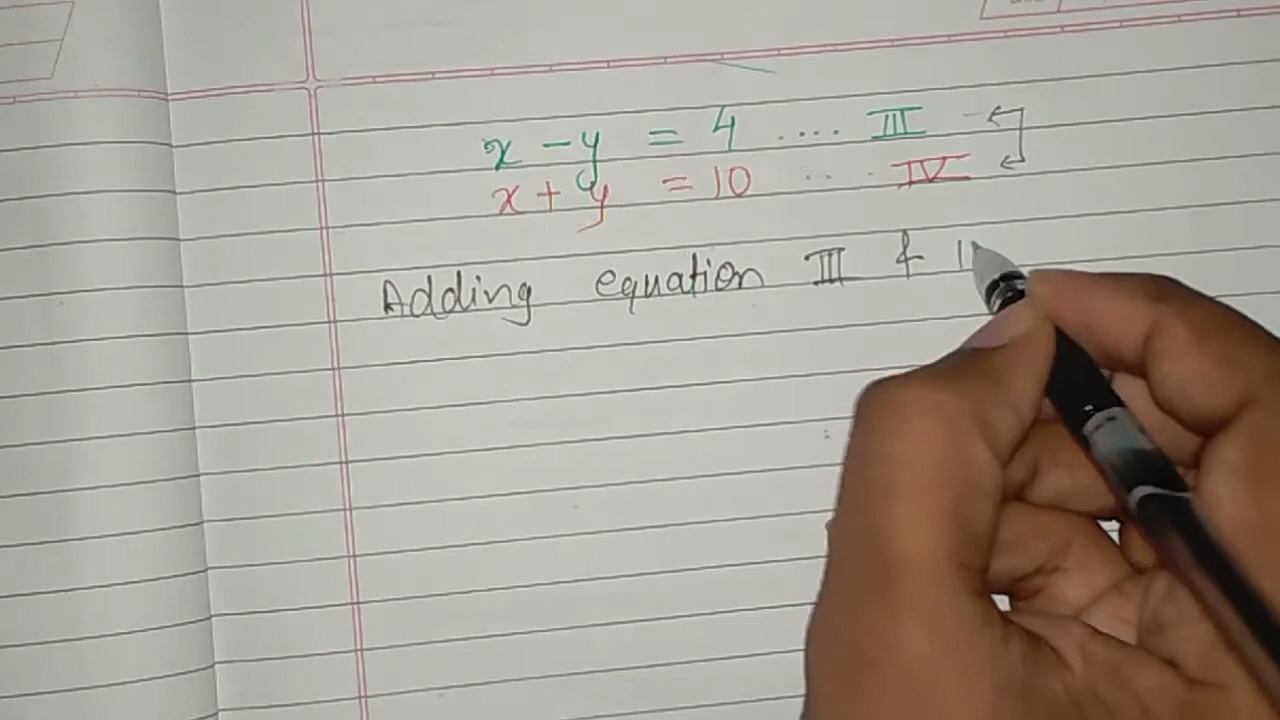 x - y = 4 .... III
x + y = 10 ... IV
Adding equation III &